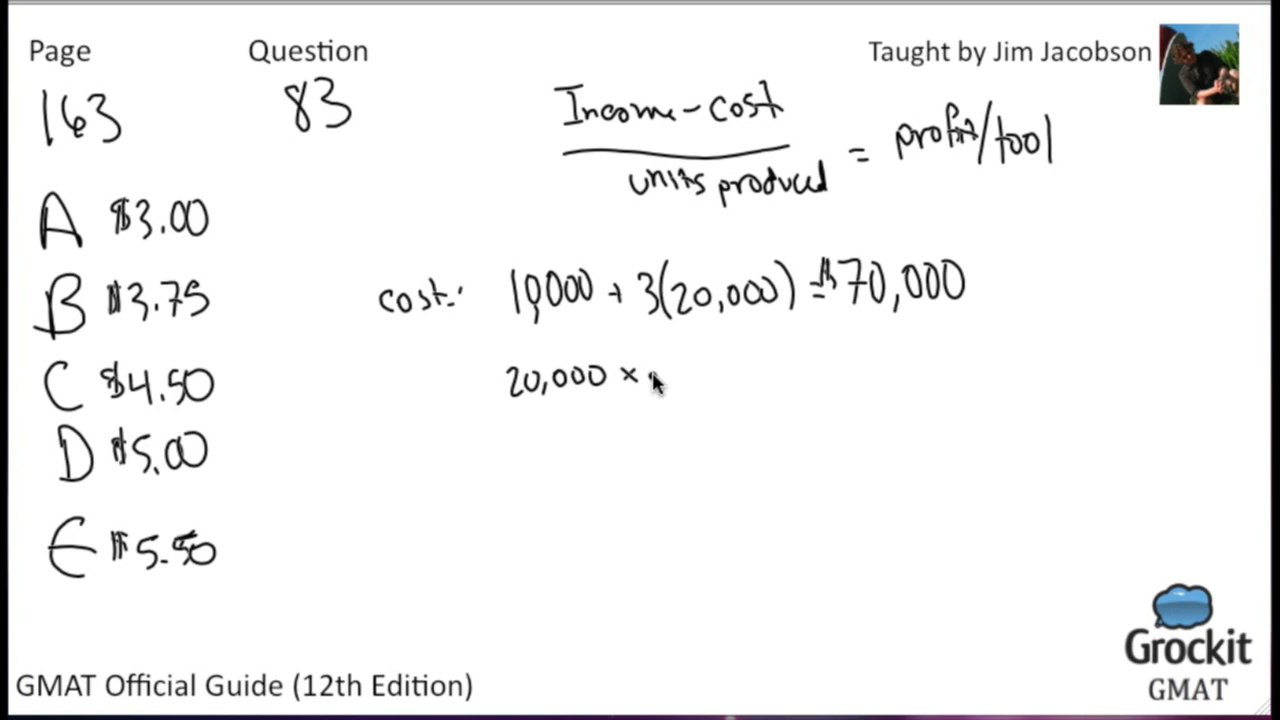 Page Question Taught by Jim Jacobson
163 83
Income - cost
units produced
= profit/tool
A $3.00
B $3.75
cost: 10,000 + 3(20,000) = $70,000
C $4.50
20,000 ×
D $5.00
E $5.50
Grockit
GMAT
GMAT Official Guide (12th Edition)